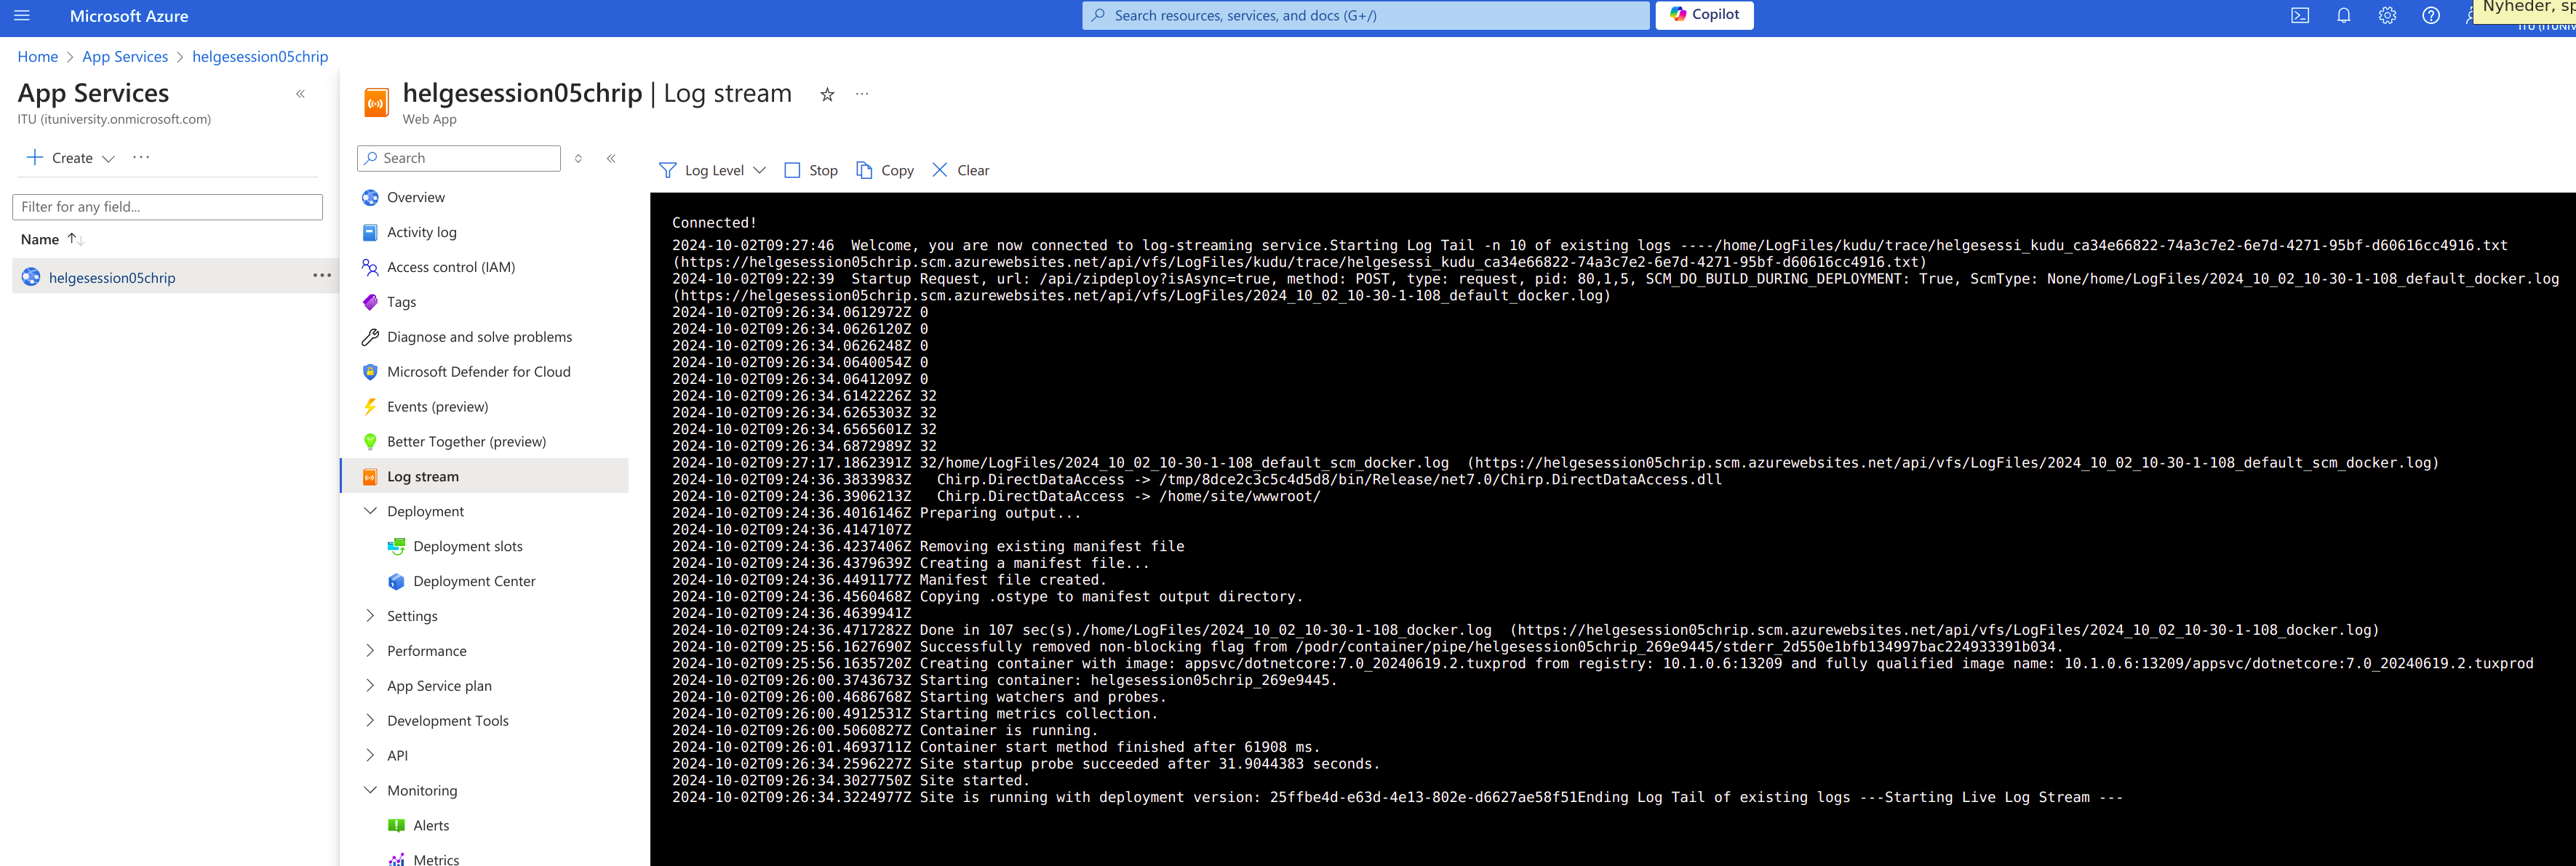 Microsoft Azure
Search resources, services, and docs (G+/)
Copilot
Nyheder, sp
Home > App Services > helgesession05chrip
App Services
ITU (ituniversity.onmicrosoft.com)
Create
Filter for any field...
Name
helgesession05chrip
helgesession05chrip | Log stream
Web App
Search
Overview
Activity log
Access control (IAM)
Tags
Diagnose and solve problems
Microsoft Defender for Cloud
Events (preview)
Better Together (preview)
Log stream
Deployment
Deployment slots
Deployment Center
Settings
Performance
App Service plan
Development Tools
API
Monitoring
Alerts
Metrics
Log Level Stop Copy Clear
Connected!
2024-10-02T09:27:46  Welcome, you are now connected to log-streaming service.Starting Log Tail -n 10 of existing logs ----/home/LogFiles/kudu/trace/helgesessi_kudu_ca34e66822-74a3c7e2-6e7d-4271-95bf-d60616cc4916.txt
(https://helgesession05chrip.scm.azurewebsites.net/api/vfs/LogFiles/kudu/trace/helgesessi_kudu_ca34e66822-74a3c7e2-6e7d-4271-95bf-d60616cc4916.txt)
2024-10-02T09:22:39  Startup Request, url: /api/zipdeploy?isAsync=true, method: POST, type: request, pid: 80,1,5, SCM_DO_BUILD_DURING_DEPLOYMENT: True, ScmType: None/home/LogFiles/2024_10_02_10-30-1-108_default_docker.log
(https://helgesession05chrip.scm.azurewebsites.net/api/vfs/LogFiles/2024_10_02_10-30-1-108_default_docker.log)
2024-10-02T09:26:34.0612972Z 0
2024-10-02T09:26:34.0626120Z 0
2024-10-02T09:26:34.0626248Z 0
2024-10-02T09:26:34.0640054Z 0
2024-10-02T09:26:34.0641209Z 0
2024-10-02T09:26:34.6142226Z 32
2024-10-02T09:26:34.6265303Z 32
2024-10-02T09:26:34.6565601Z 32
2024-10-02T09:26:34.6872989Z 32
2024-10-02T09:27:17.1862391Z 32/home/LogFiles/2024_10_02_10-30-1-108_default_scm_docker.log  (https://helgesession05chrip.scm.azurewebsites.net/api/vfs/LogFiles/2024_10_02_10-30-1-108_default_scm_docker.log)
2024-10-02T09:24:36.3833983Z   Chirp.DirectDataAccess -> /tmp/8dce2c3c5c4d5d8/bin/Release/net7.0/Chirp.DirectDataAccess.dll
2024-10-02T09:24:36.3906213Z   Chirp.DirectDataAccess -> /home/site/wwwroot/
2024-10-02T09:24:36.4016146Z Preparing output...
2024-10-02T09:24:36.4147107Z
2024-10-02T09:24:36.4237406Z Removing existing manifest file
2024-10-02T09:24:36.4379639Z Creating a manifest file...
2024-10-02T09:24:36.4491177Z Manifest file created.
2024-10-02T09:24:36.4560468Z Copying .ostype to manifest output directory.
2024-10-02T09:24:36.4639941Z
2024-10-02T09:24:36.4717282Z Done in 107 sec(s)./home/LogFiles/2024_10_02_10-30-1-108_docker.log  (https://helgesession05chrip.scm.azurewebsites.net/api/vfs/LogFiles/2024_10_02_10-30-1-108_docker.log)
2024-10-02T09:25:56.1627690Z Successfully removed non-blocking flag from /podr/container/pipe/helgesession05chrip_269e9445/stderr_2d550e1bfb134997bac224933391b034.
2024-10-02T09:25:56.1635720Z Creating container with image: appsvc/dotnetcore:7.0_20240619.2.tuxprod from registry: 10.1.0.6:13209 and fully qualified image name: 10.1.0.6:13209/appsvc/dotnetcore:7.0_20240619.2.tuxprod
2024-10-02T09:26:00.3743673Z Starting container: helgesession05chrip_269e9445.
2024-10-02T09:26:00.4686768Z Starting watchers and probes.
2024-10-02T09:26:00.4912531Z Starting metrics collection.
2024-10-02T09:26:00.5060827Z Container is running.
2024-10-02T09:26:01.4693711Z Container start method finished after 61908 ms.
2024-10-02T09:26:34.2596227Z Site startup probe succeeded after 31.9044383 seconds.
2024-10-02T09:26:34.3027750Z Site started.
2024-10-02T09:26:34.3224977Z Site is running with deployment version: 25ffbe4d-e63d-4e13-802e-d6627ae58f51Ending Log Tail of existing logs ---Starting Live Log Stream ---